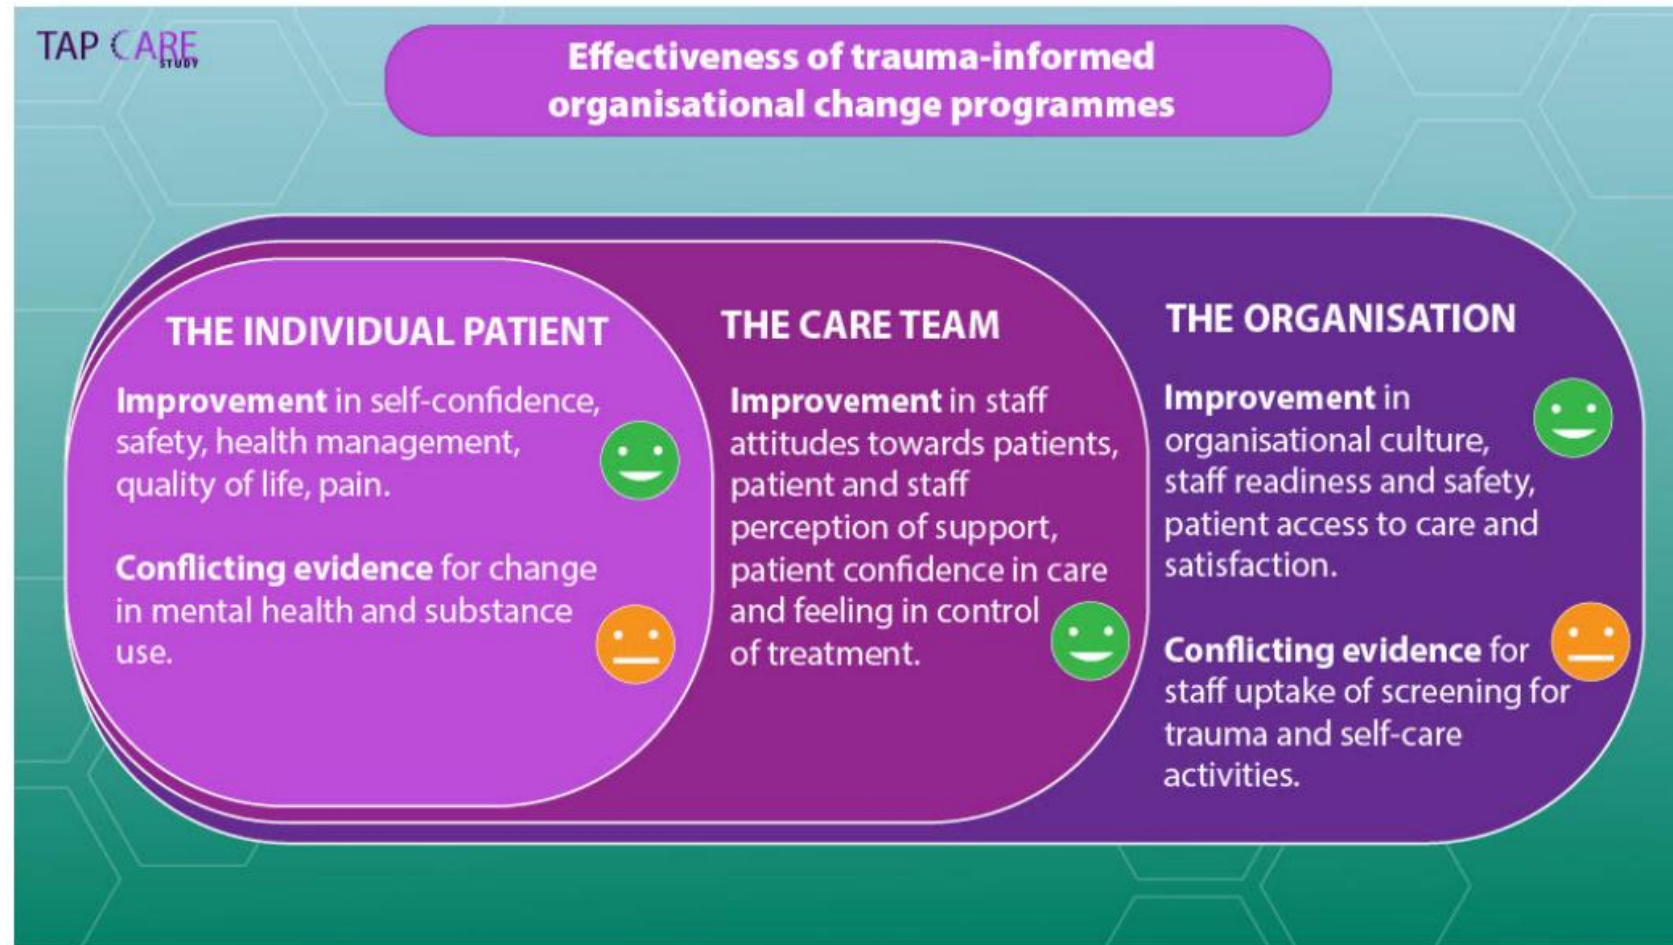 TAP CARE
STUDY
Effectiveness of trauma-informed
organisational change programmes
THE INDIVIDUAL PATIENT
Improvement in self-confidence,
safety, health management,
quality of life, pain.
Conflicting evidence for change
in mental health and substance
use.
THE CARE TEAM
Improvement in staff
attitudes towards patients,
patient and staff
perception of support,
patient confidence in care
and feeling in control
of treatment.
THE ORGANISATION
Improvement in
organisational culture,
staff readiness and safety,
patient access to care and
satisfaction.
Conflicting evidence for
staff uptake of screening for
trauma and self-care
activities.